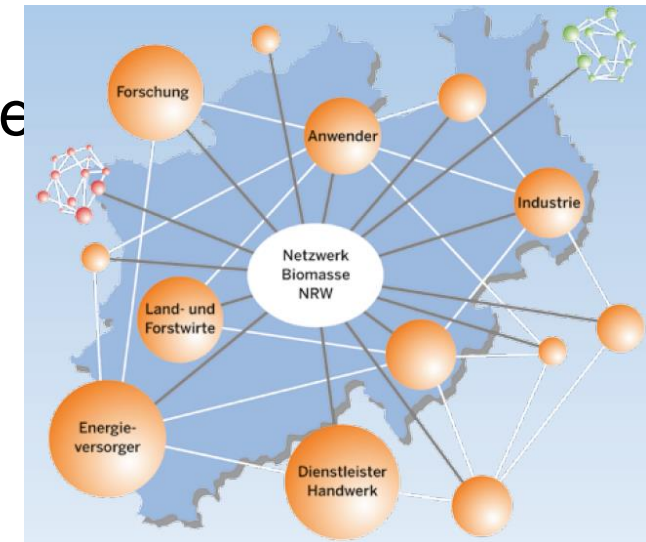 e
Forschung
Anwender
Industrie
Netzwerk
Biomasse
NRW
Land- und
Forstwirte
Energie-
versorger
Dienstleister
Handwerk